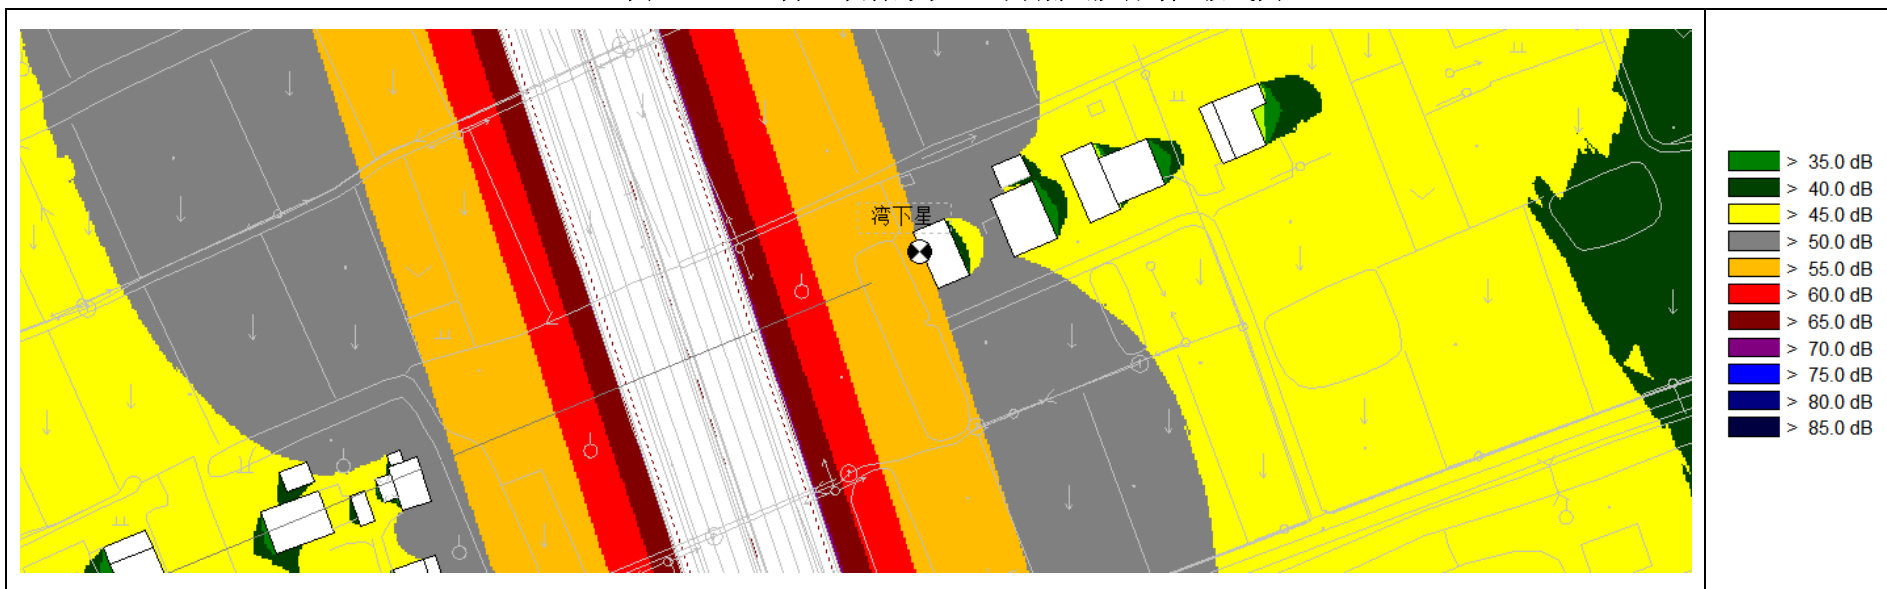 湾下星
> 35.0 dB
> 40.0 dB
> 45.0 dB
> 50.0 dB
> 55.0 dB
> 60.0 dB
> 65.0 dB
> 70.0 dB
> 75.0 dB
> 80.0 dB
> 85.0 dB